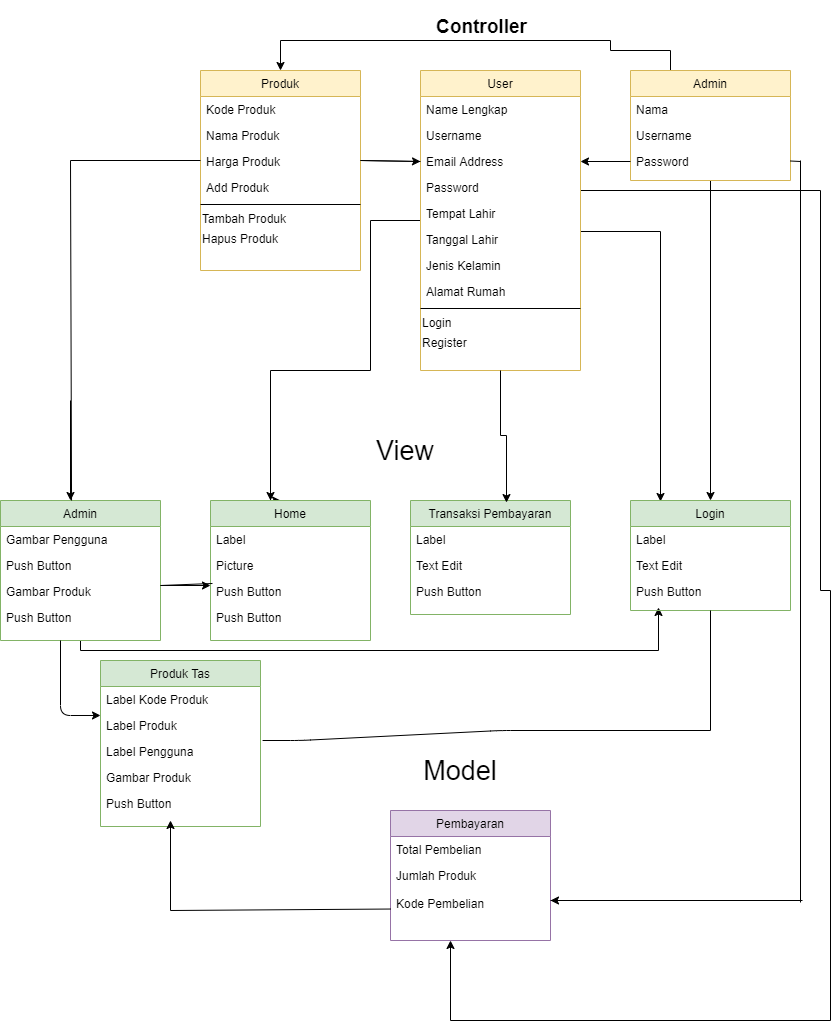 Controller
Produk
Kode Produk
Nama Produk
Harga Produk
Add Produk
Tambah Produk
Hapus Produk
User
Name Lengkap
Username
Email Address
Password
Tempat Lahir
Tanggal Lahir
Jenis Kelamin
Alamat Rumah
Login
Register
Admin
Nama
Username
Password
View
Admin
Gambar Pengguna
Push Button
Gambar Produk
Push Button
Home
Label
Picture
Push Button
Push Button
Transaksi Pembayaran
Label
Text Edit
Push Button
Login
Label
Text Edit
Push Button
Produk Tas
Label Kode Produk
Label Produk
Label Pengguna
Gambar Produk
Push Button
Model
Pembayaran
Total Pembelian
Jumlah Produk
Kode Pembelian